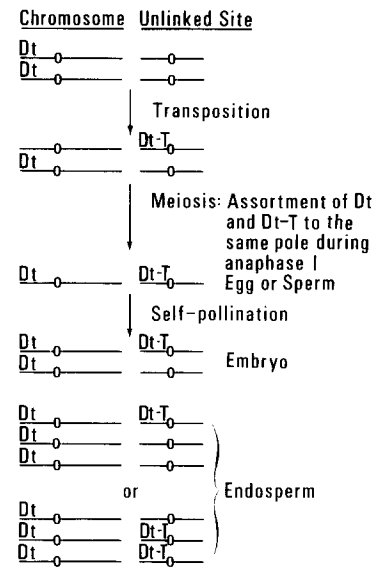 Chromosome Unlinked Site
Dt
Dt
Transposition
Dt-T
Dt
Meiosis: Assortment of Dt
and Dt-T to the
same pole during
anaphase I
Egg or Sperm
Dt Dt-T
Self-pollination
Dt Dt-T
Dt
Embryo
Dt Dt-T
Dt
Dt
or
Endosperm
Dt
Dt Dt-T
Dt Dt-T